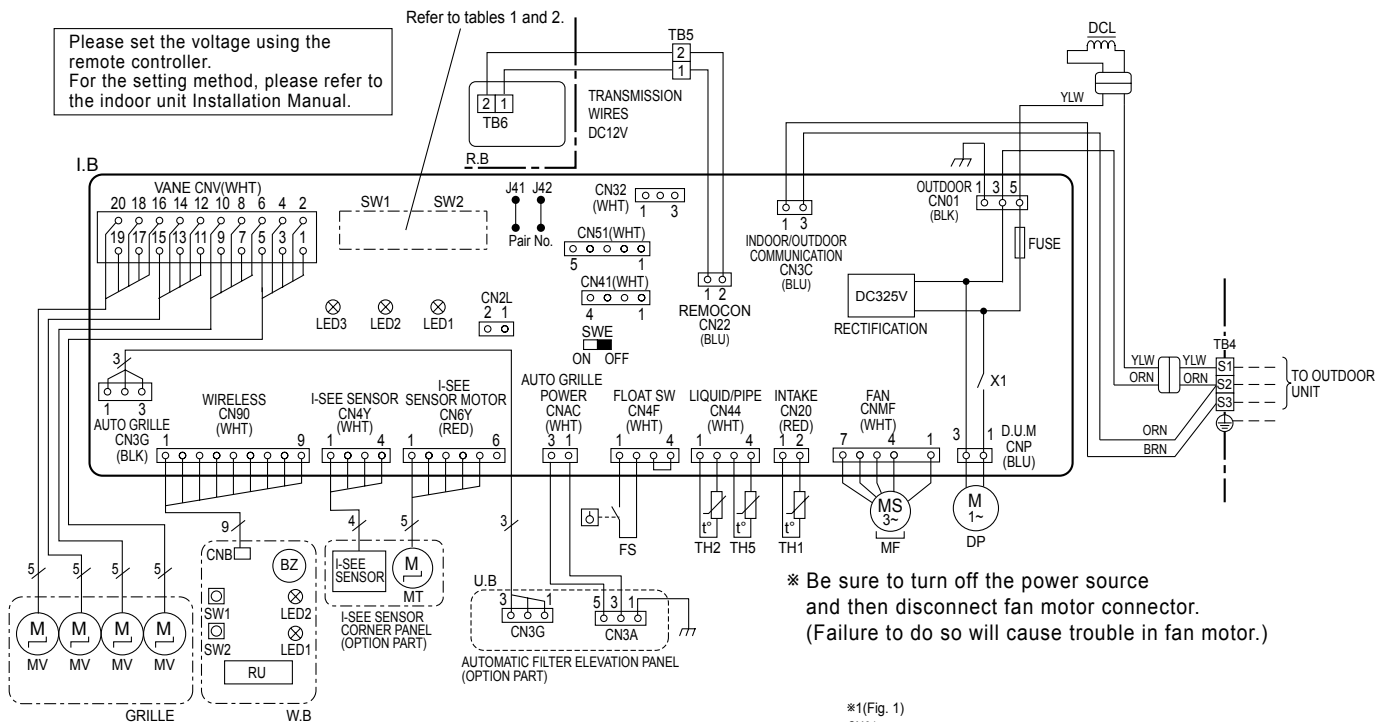 Refer to tables 1 and 2.
Please set the voltage using the
remote controller.
For the setting method, please refer to
the indoor unit Installation Manual.
TB5
2
1
2 1
TB6
TRANSMISSION
WIRES
DC12V
R.B
DCL
YLW
I.B
VANE CNV(WHT)
20 18 16 14 12 10 8 6 4 2
19 17 15 13 11 9 7 5 3 1
SW1 SW2
J41 J42
Pair No.
CN32
(WHT)
1 3
CN51(WHT)
5 1
CN41(WHT)
4 1
SWE
ON OFF
CN2L
2 1
LED3 LED2 LED1
1 2
REMOCON
CN22
(BLU)
1 3
INDOOR/OUTDOOR
COMMUNICATION
CN3C
(BLU)
OUTDOOR
CN01
(BLK)
1 3 5
FUSE
DC325V
RECTIFICATION
X1
TB4
YLW YLW S1
ORN ORN S2
S3
TO OUTDOOR
UNIT
ORN
BRN
3
1 3
AUTO GRILLE
CN3G
(BLK)
WIRELESS
CN90
(WHT)
1 9
I-SEE SENSOR
CN4Y
(WHT)
1 4
I-SEE
SENSOR MOTOR
CN6Y
(RED)
1 6
AUTO GRILLE
POWER
CNAC
(WHT)
3 1
FLOAT SW
CN4F
(WHT)
1 4
LIQUID/PIPE
CN44
(WHT)
1 4
INTAKE
CN20
(RED)
1 2
FAN
CNMF
(WHT)
7 4 1
D.U.M
CNP
(BLU)
3 1
9
4
5
3
CNB
BZ
SW1
SW2
LED2
LED1
RU
W.B
I-SEE
SENSOR
M
MT
I-SEE SENSOR
CORNER PANEL
(OPTION PART)
U.B
3 1
CN3G
5 3 1
CN3A
AUTOMATIC FILTER ELEVATION PANEL
(OPTION PART)
FS
t° t° t°
TH2 TH5 TH1
MS
3~
MF
M
1~
DP
5 5 5 5
M M M M
MV MV MV MV
GRILLE
※ Be sure to turn off the power source
and then disconnect fan motor connector.
(Failure to do so will cause trouble in fan motor.)
※1(Fig. 1)